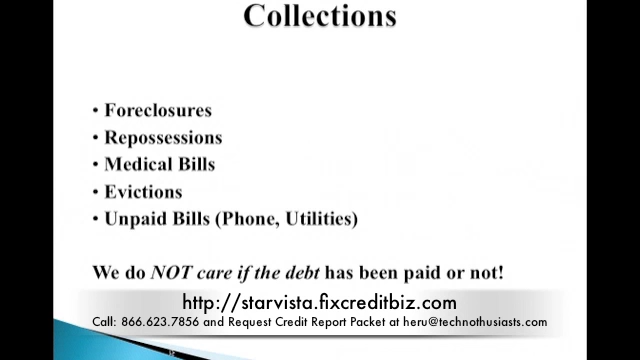 Collections
• Foreclosures
• Repossessions
• Medical Bills
• Evictions
• Unpaid Bills (Phone, Utilities)
We do NOT care if the debt has been paid or not!
http://starvista.fixcreditbiz.com
Call: 866.623.7856 and Request Credit Report Packet at heru@technothusiasts.com